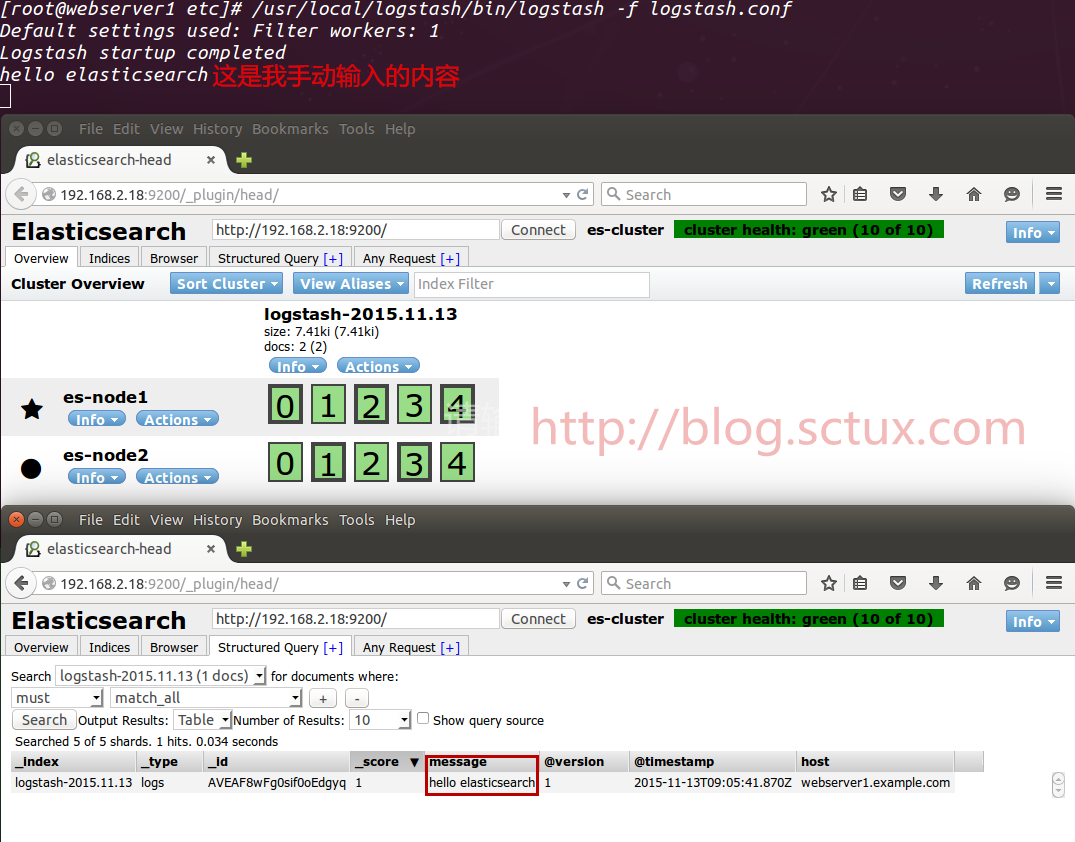 [root@webserver1 etc]# /usr/local/logstash/bin/logstash -f logstash.conf
Default settings used: Filter workers: 1
Logstash startup completed
hello elasticsearch 这是我手动输入的内容
File Edit View History Bookmarks Tools Help
elasticsearch-head
192.168.2.18:9200/_plugin/head/ Search
Elasticsearch http://192.168.2.18:9200/ Connect es-cluster cluster health: green (10 of 10) Info
Overview Indices Browser Structured Query [+] Any Request [+]
Cluster Overview Sort Cluster View Aliases Index Filter Refresh
logstash-2015.11.13
size: 7.41ki (7.41ki)
docs: 2 (2)
Info Actions
es-node1 0 1 2 3 4
Info Actions
http://blog.sctux.com
es-node2 0 1 2 3 4
Info Actions
File Edit View History Bookmarks Tools Help
elasticsearch-head
192.168.2.18:9200/_plugin/head/ Search
Elasticsearch http://192.168.2.18:9200/ Connect es-cluster cluster health: green (10 of 10) Info
Overview Indices Browser Structured Query [+] Any Request [+]
Search logstash-2015.11.13 (1 docs) for documents where:
must match_all + -
Search Output Results: Table Number of Results: 10 Show query source
Searched 5 of 5 shards. 1 hits. 0.034 seconds
_index _type _id _score ▼ message @version @timestamp host
logstash-2015.11.13 logs AVEAF8wFg0sif0oEdgyq 1 hello elasticsearch 1 2015-11-13T09:05:41.870Z webserver1.example.com